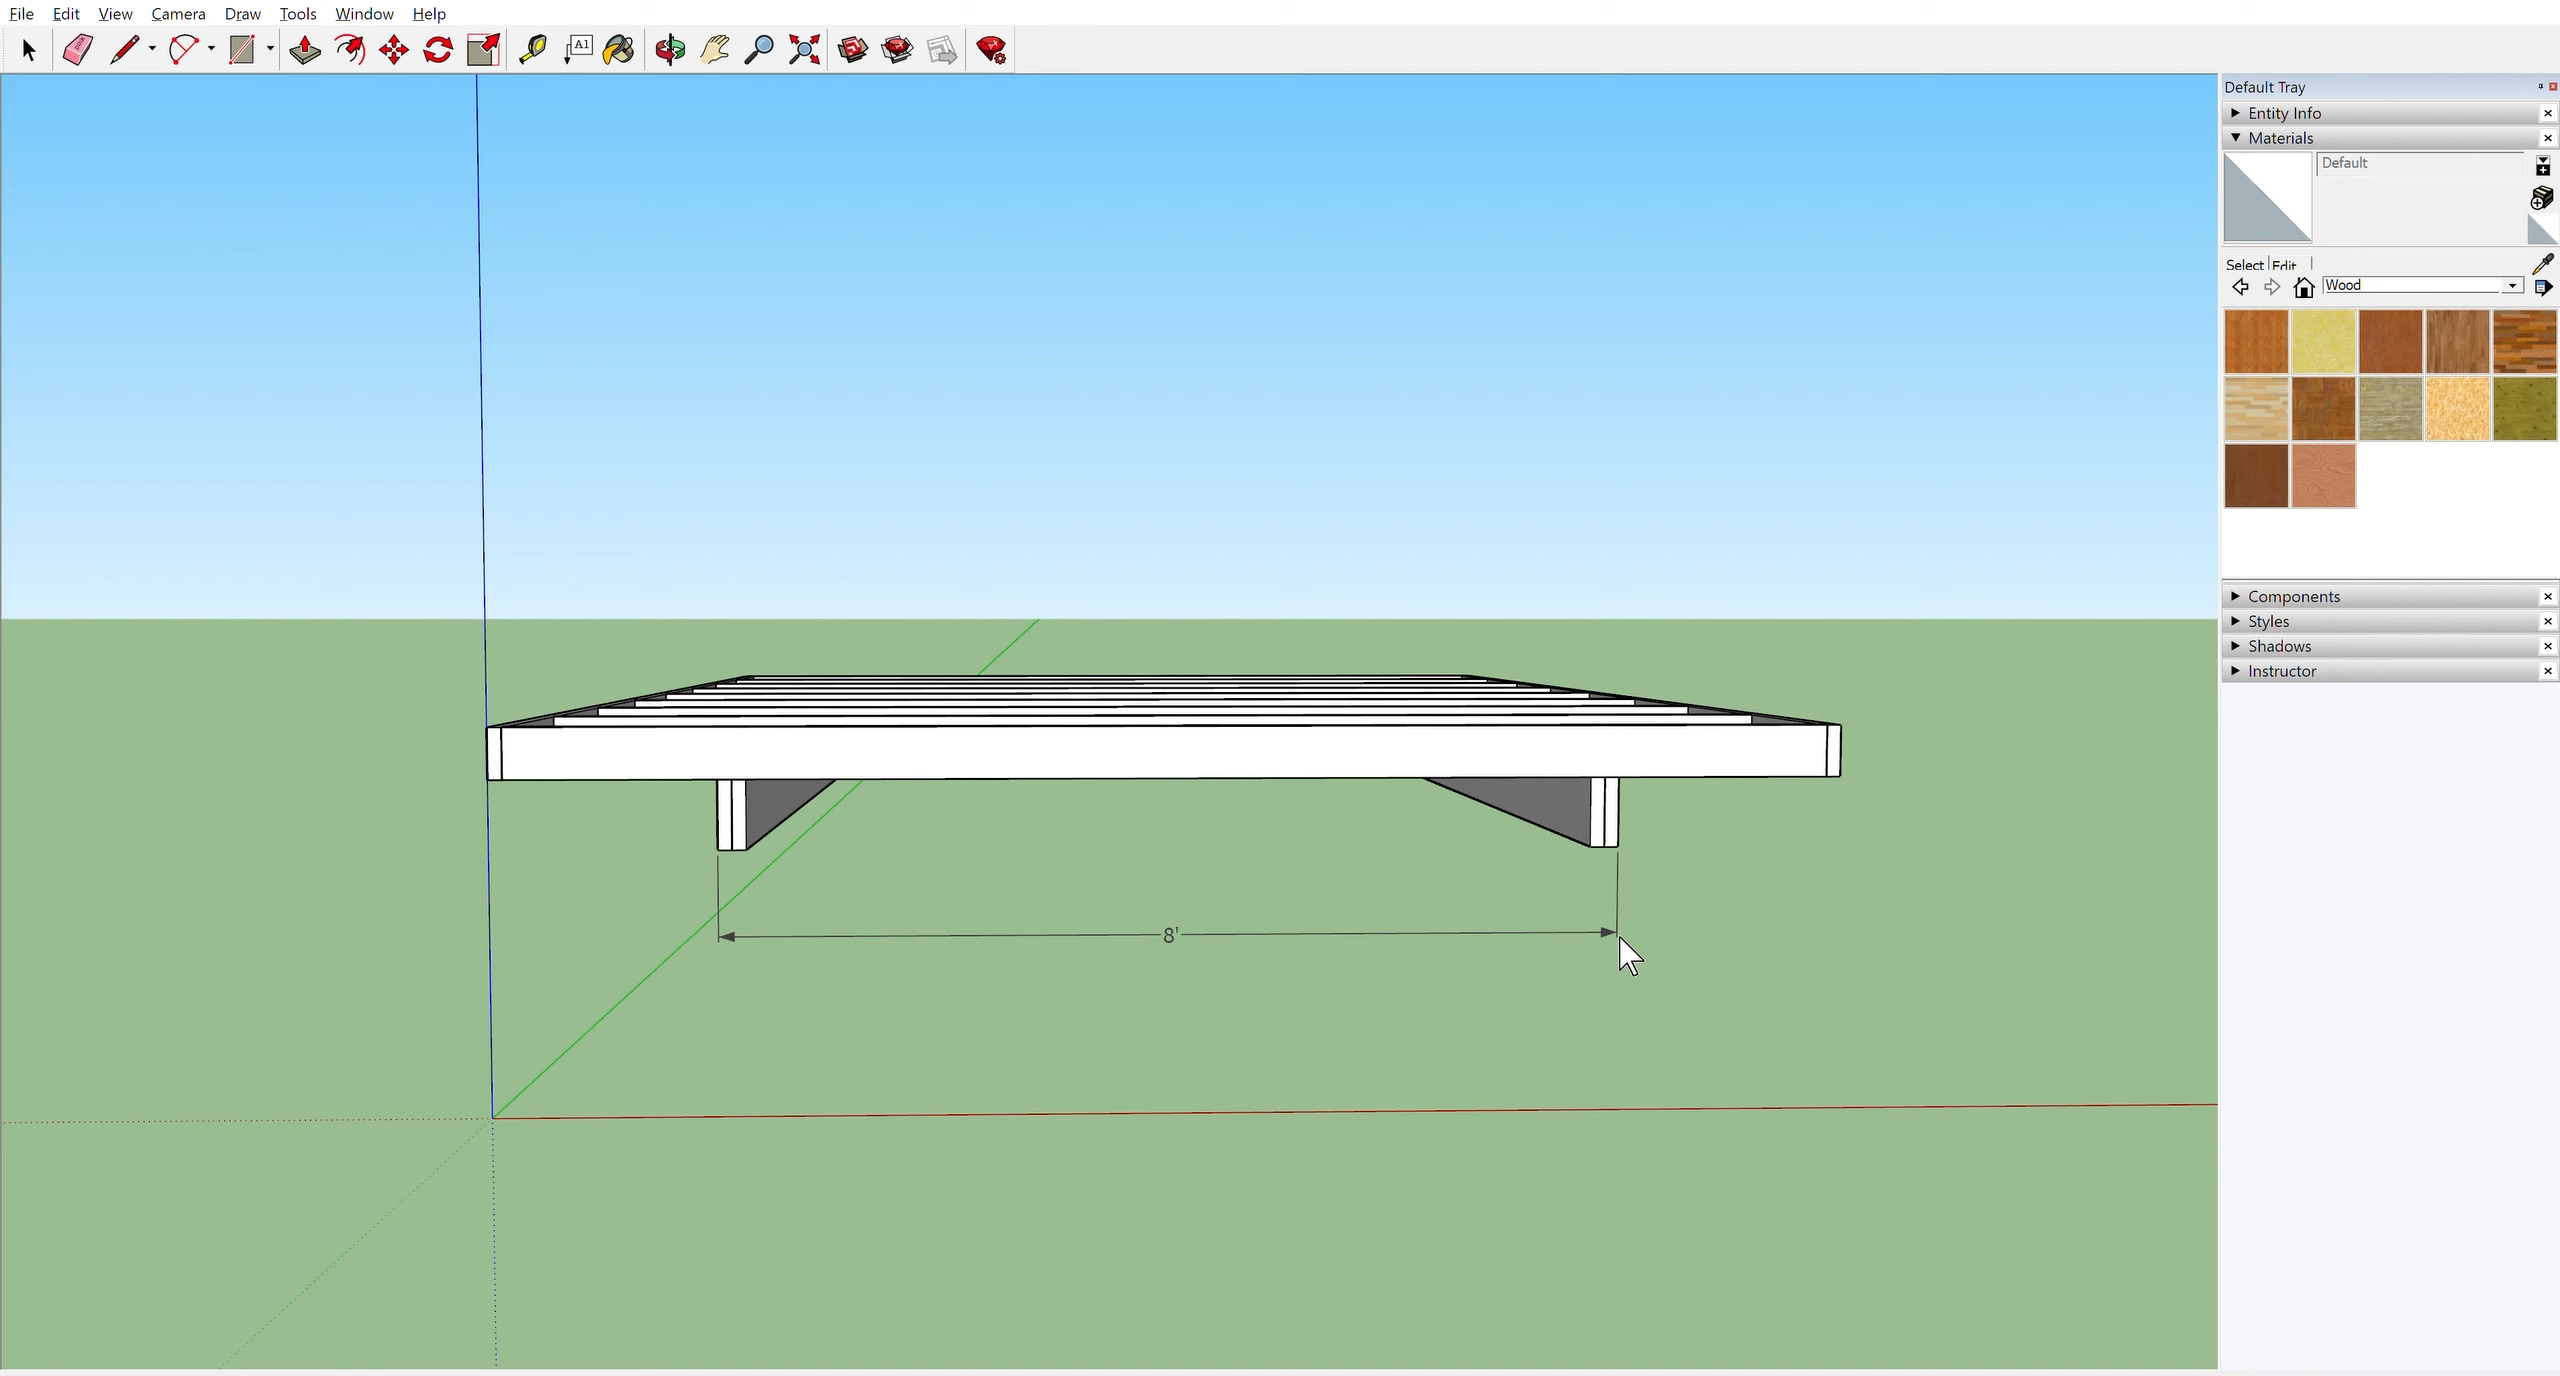 File Edit View Camera Draw Tools Window Help
A1
Default Tray
Entity Info
Materials
Default
Select Edit
Wood
Components
Styles
Shadows
Instructor
8'